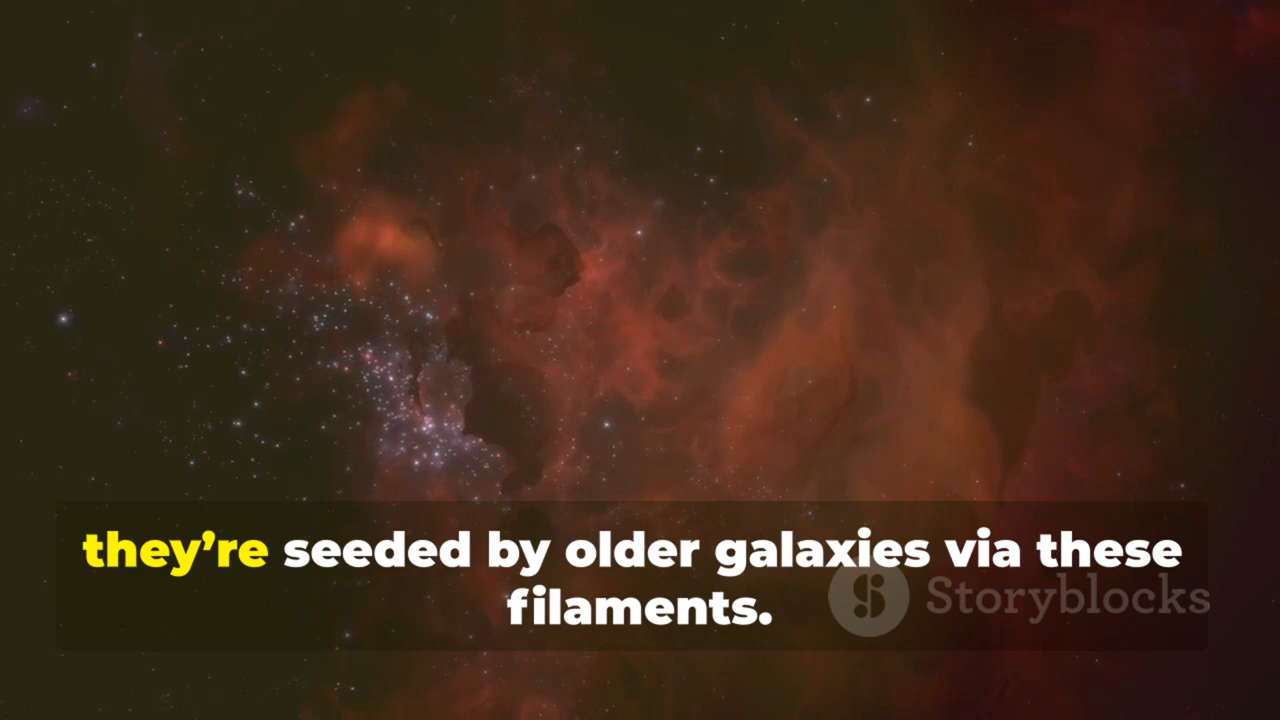 they’re seeded by older galaxies via these
filaments.
Storyblocks